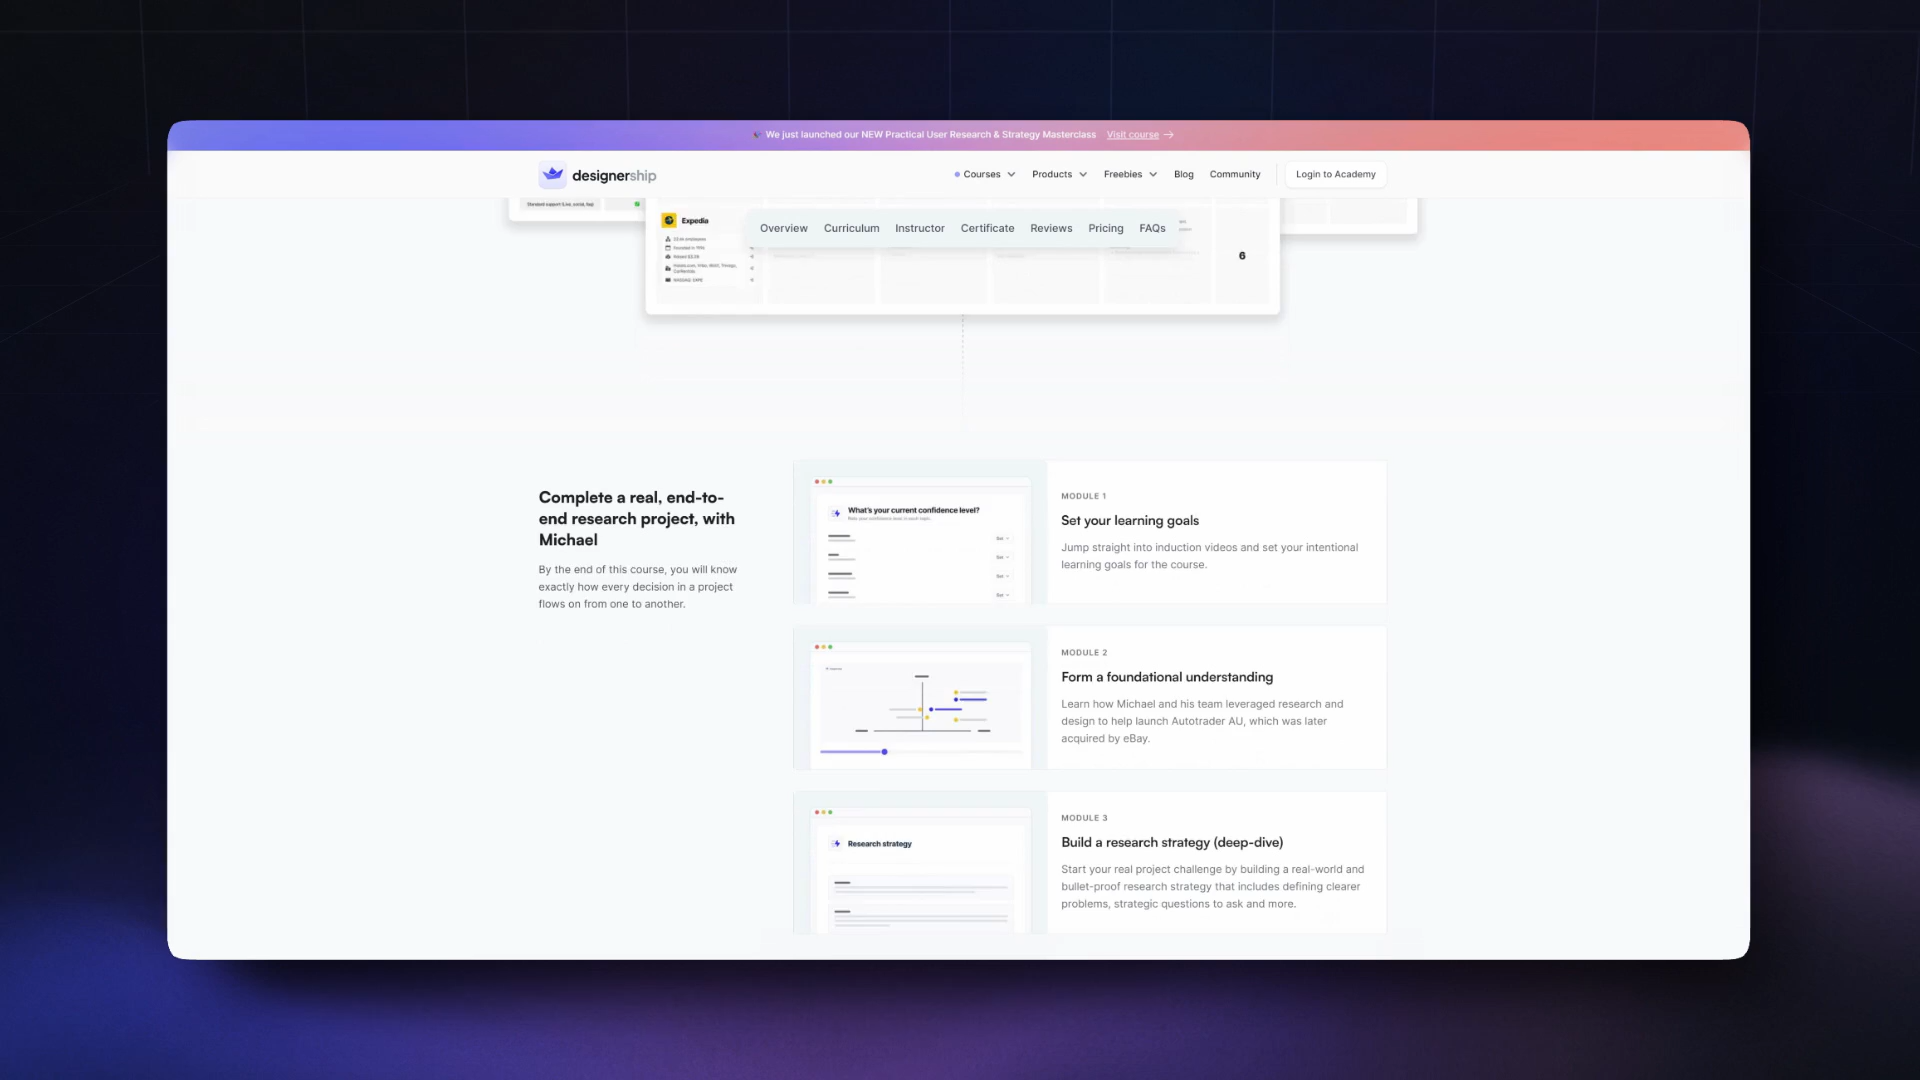 We just launched our NEW Practical User Research & Strategy Masterclass Visit course →
designership
Courses Products Freebies Blog Community Login to Academy
Expedia
Overview Curriculum Instructor Certificate Reviews Pricing FAQs
6
Complete a real, end-to-
end research project, with
Michael
By the end of this course, you will know
exactly how every decision in a project
flows on from one to another.
What's your current confidence level?
Set
Set
Set
Set
MODULE 1
Set your learning goals
Jump straight into induction videos and set your intentional
learning goals for the course.
MODULE 2
Form a foundational understanding
Learn how Michael and his team leveraged research and
design to help launch Autotrader AU, which was later
acquired by eBay.
Research strategy
MODULE 3
Build a research strategy (deep-dive)
Start your real project challenge by building a real-world and
bullet-proof research strategy that includes defining clearer
problems, strategic questions to ask and more.